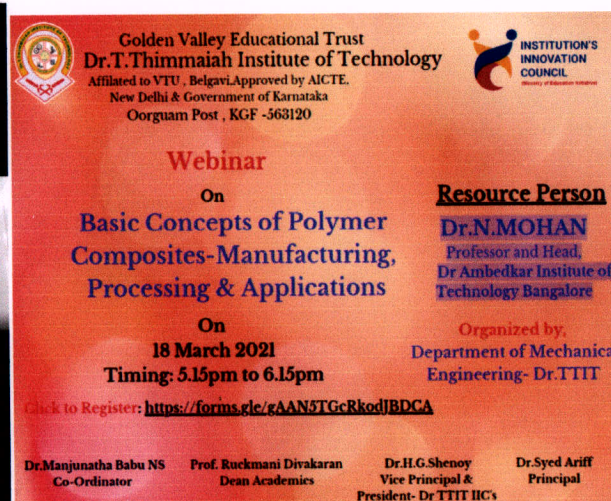 Golden Valley Educational Trust
Dr.T.Thimmaiah Institute of Technology
Affilated to VTU , Belgavi.Approved by AICTE,
New Delhi & Government of Karnataka
Oorguam Post , KGF -563120
INSTITUTION'S
INNOVATION
COUNCIL
(Ministry of Education Initiative)
Webinar
On
Basic Concepts of Polymer
Composites-Manufacturing,
Processing & Applications
On
18 March 2021
Timing: 5.15pm to 6.15pm
Click to Register: https://forms.gle/gAAN5TGcRkodJBDCA
Resource Person
Dr.N.MOHAN
Professor and Head,
Dr Ambedkar Institute of
Technology Bangalore
Organized by,
Department of Mechanica
Engineering- Dr.TTIT
Dr.Manjunatha Babu NS
Co-Ordinator
Prof. Ruckmani Divakaran
Dean Academics
Dr.H.G.Shenoy
Vice Principal &
President- Dr TTIT IIC's
Dr.Syed Ariff
Principal